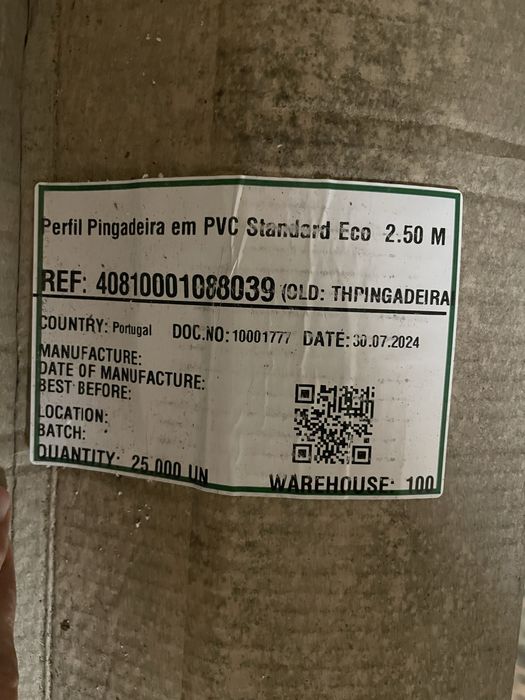 Perfil Pingadeira em PVC Standard Eco 2.50 M
REF: 40810001088039 (OLD: THPINGADEIRA
COUNTRY: Portugal DOC.NO: 10001777 DATE: 30.07.2024
MANUFACTURE:
DATE OF MANUFACTURE:
BEST BEFORE:
LOCATION:
BATCH:
QUANTITY: 25.000 UN
WAREHOUSE: 100